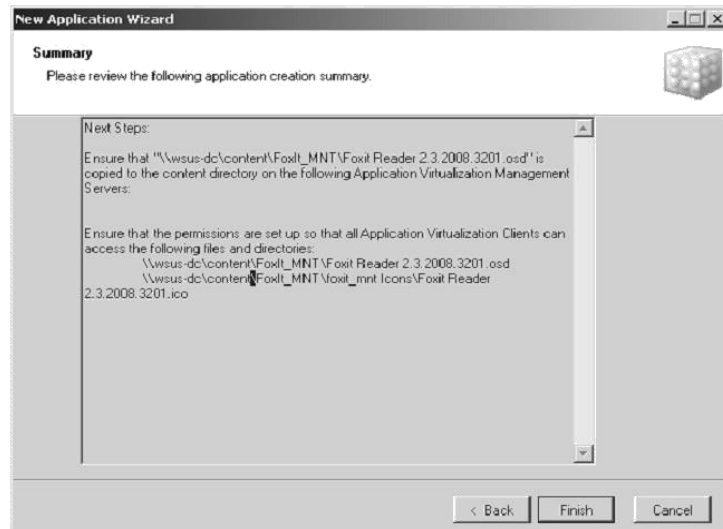 New Application Wizard
Summary
Please review the following application creation summary.
Next Steps:
Ensure that "\\wsus-dc\content\FoxIt_MNT\Foxit Reader 2.3.2008.3201.osd" is
copied to the content directory on the following Application Virtualization Management
Servers:
Ensure that the permissions are set up so that all Application Virtualization Clients can
access the following files and directories:
\\wsus-dc\content\FoxIt_MNT\Foxit Reader 2.3.2008.3201.osd
\\wsus-dc\content\FoxIt_MNT\foxit_mnt Icons\Foxit Reader
2.3.2008.3201.ico
< Back
Finish
Cancel